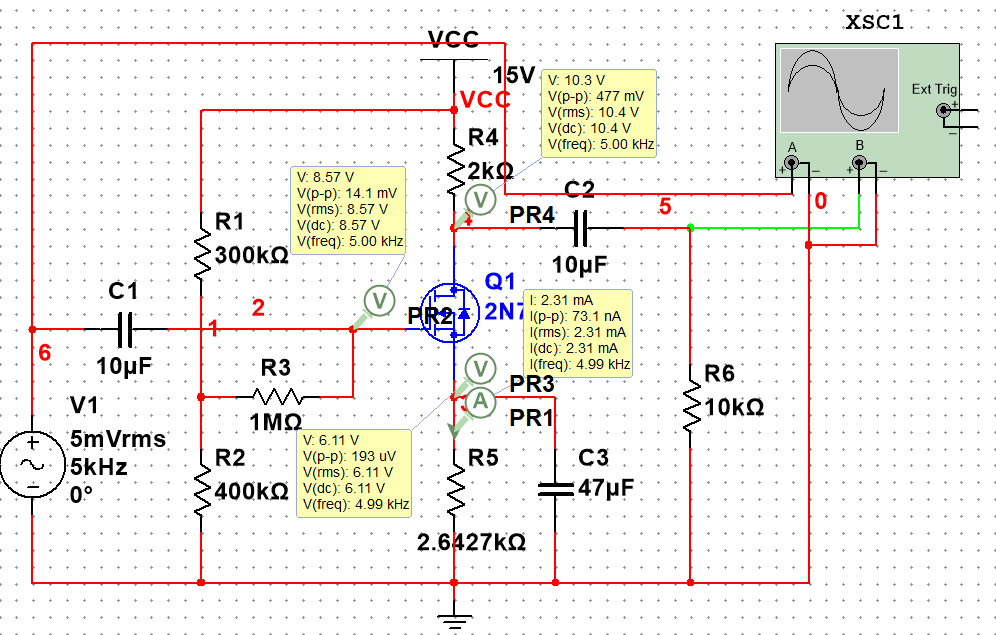 XSC1
VCC
15V
VCC
V: 10.3 V
V(p-p): 477 mV
V(rms): 10.4 V
V(dc): 10.4 V
V(freq): 5.00 kHz
Ext Trig
+
−
A
B
+
−
+
−
R4
2kΩ
V
4
PR4
C2
10µF
5
0
V: 8.57 V
V(p-p): 14.1 mV
V(rms): 8.57 V
V(dc): 8.57 V
V(freq): 5.00 kHz
R1
300kΩ
V
PR2
Q1
2N7
I: 2.31 mA
I(p-p): 73.1 nA
I(rms): 2.31 mA
I(dc): 2.31 mA
I(freq): 4.99 kHz
C1
10µF
2
1
6
R3
1MΩ
V
PR3
A
PR1
R6
10kΩ
V1
5mVrms
5kHz
0°
+
−
R2
400kΩ
V: 6.11 V
V(p-p): 193 uV
V(rms): 6.11 V
V(dc): 6.11 V
V(freq): 4.99 kHz
R5
2.6427kΩ
C3
47µF